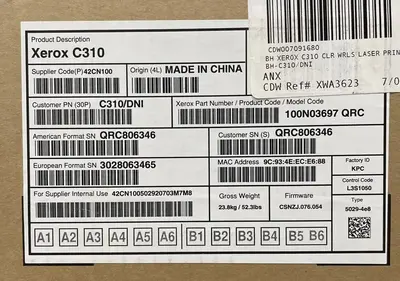 Product Description
Xerox C310
Supplier Code(P) 42CN100
Origin (4L) MADE IN CHINA
CDW007091680
BH XEROX C310 CLR WRLS LASER PRIN
BH-C310/DNI
ANX
CDW Ref# XWA3623 7/0
Customer PN (30P) C310/DNI
Xerox Part Number / Product Code / Model Code
100N03697 QRC
American Format SN QRC806346
Customer SN (S) QRC806346
European Format SN 3028063465
MAC Address 9C:93:4E:EC:E6:88
Factory ID
KPC
Control Code
L3S1050
For Supplier Internal Use 42CN100502920703M7M8
Gross Weight
23.8kg / 52.3lbs
Firmware
CSNZJ.076.054
Type
5029-4e8
A1 A2 A3 A4 A5 A6 B1 B2 B3 B4 B5 B6